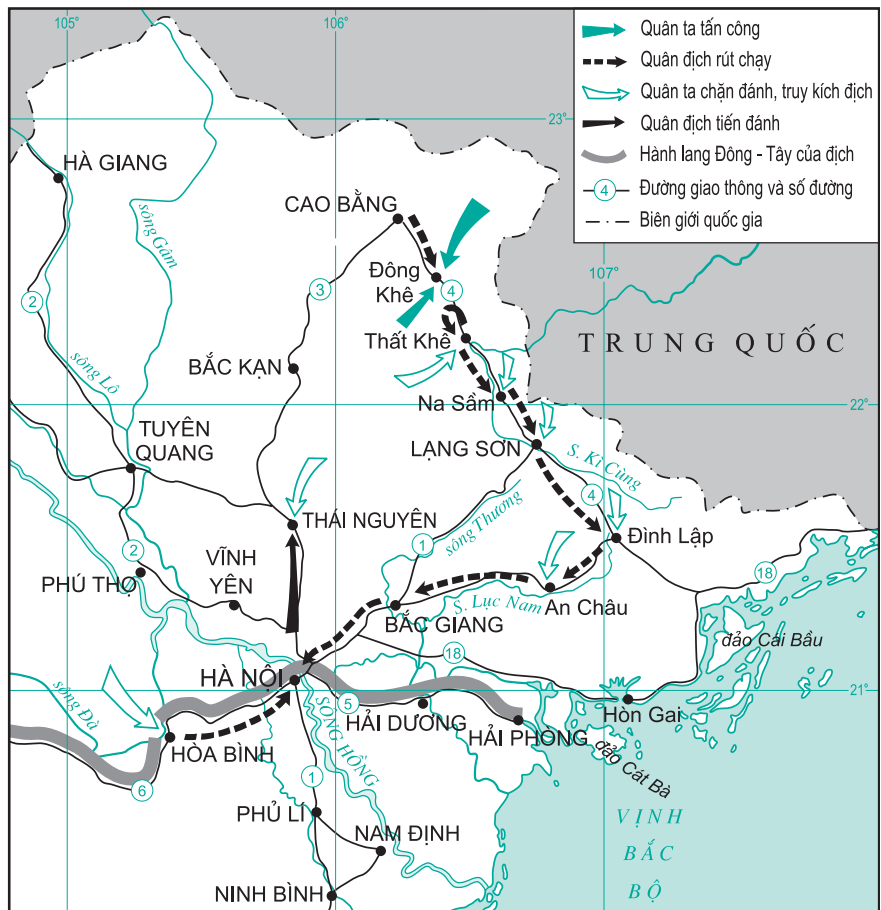 105°
106°
Quân ta tấn công
Quân địch rút chạy
Quân ta chặn đánh, truy kích địch
Quân địch tiến đánh
Hành lang Đông - Tây của địch
4
Đường giao thông và số đường
Biên giới quốc gia
23°
HÀ GIANG
sông Gâm
CAO BẰNG
107°
Đông
Khê
4
3
2
Thất Khê
TRUNG QUỐC
BẮC KẠN
sông Lô
Na Sầm
22°
TUYÊN
QUANG
LẠNG SƠN
S. Kì Cùng
4
sông Thương
THÁI NGUYÊN
1
Đình Lập
2
VĨNH
YÊN
PHÚ THỌ
18
An Châu
S. Lục Nam
BẮC GIANG
đảo Cái Bầu
18
HÀ NỘI
21°
sông Đà
5
HẢI DƯƠNG
Hòn Gai
HẢI PHÒNG
SÔNG HỒNG
HÒA BÌNH
đảo Cát Bà
6
1
PHỦ LÍ
VỊNH
NAM ĐỊNH
BẮC
NINH BÌNH
BỘ